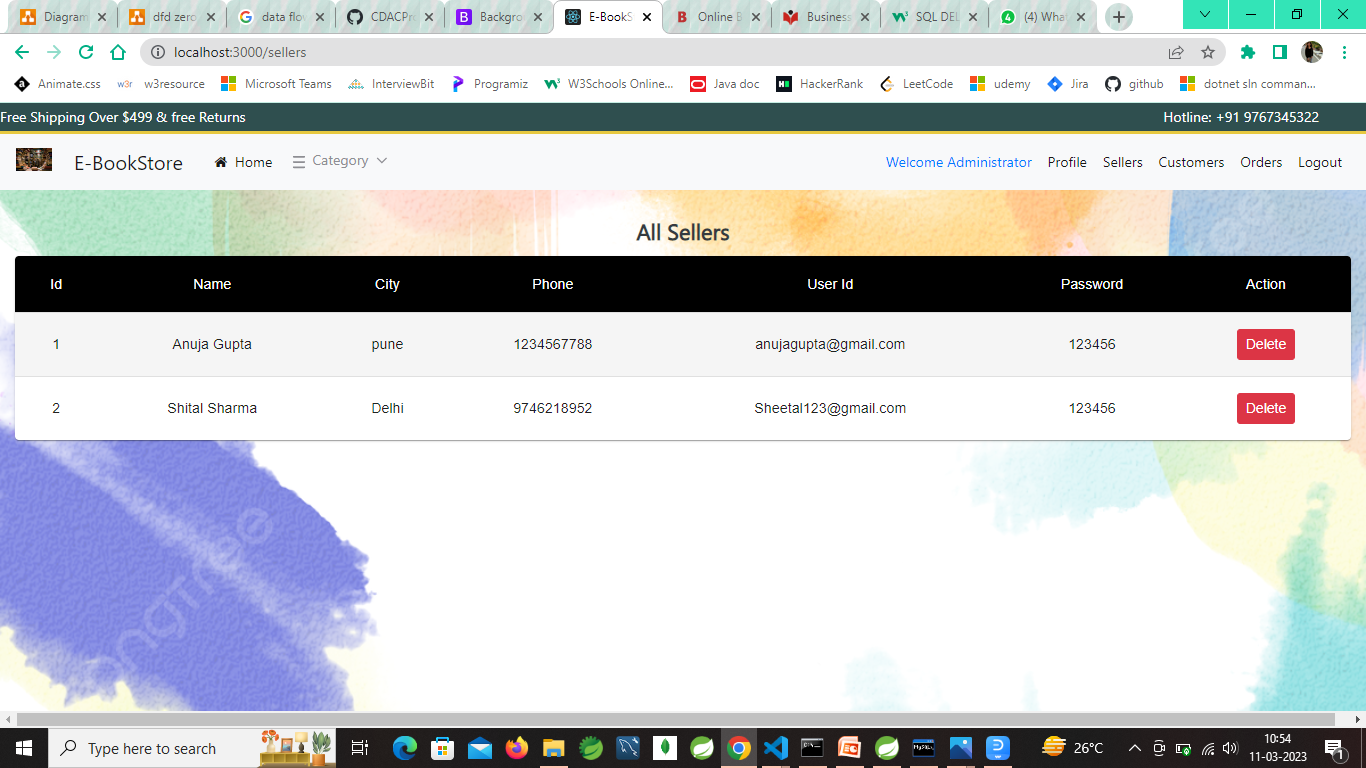 Diagram dfd zero data flow CDACPro Backgro E-BookS Online B Business SQL DEL (4) What
localhost:3000/sellers
Animate.css w3r w3resource Microsoft Teams InterviewBit Programiz W3Schools Online... Java doc HackerRank LeetCode udemy Jira github dotnet sln comman...
Free Shipping Over $499 & free Returns Hotline: +91 9767345322
E-BookStore Home Category Welcome Administrator Profile Sellers Customers Orders Logout
All Sellers
Id Name City Phone User Id Password Action
1 Anuja Gupta pune 1234567788 anujagupta@gmail.com 123456 Delete
2 Shital Sharma Delhi 9746218952 Sheetal123@gmail.com 123456 Delete
Type here to search 26°C 10:54
11-03-2023 1